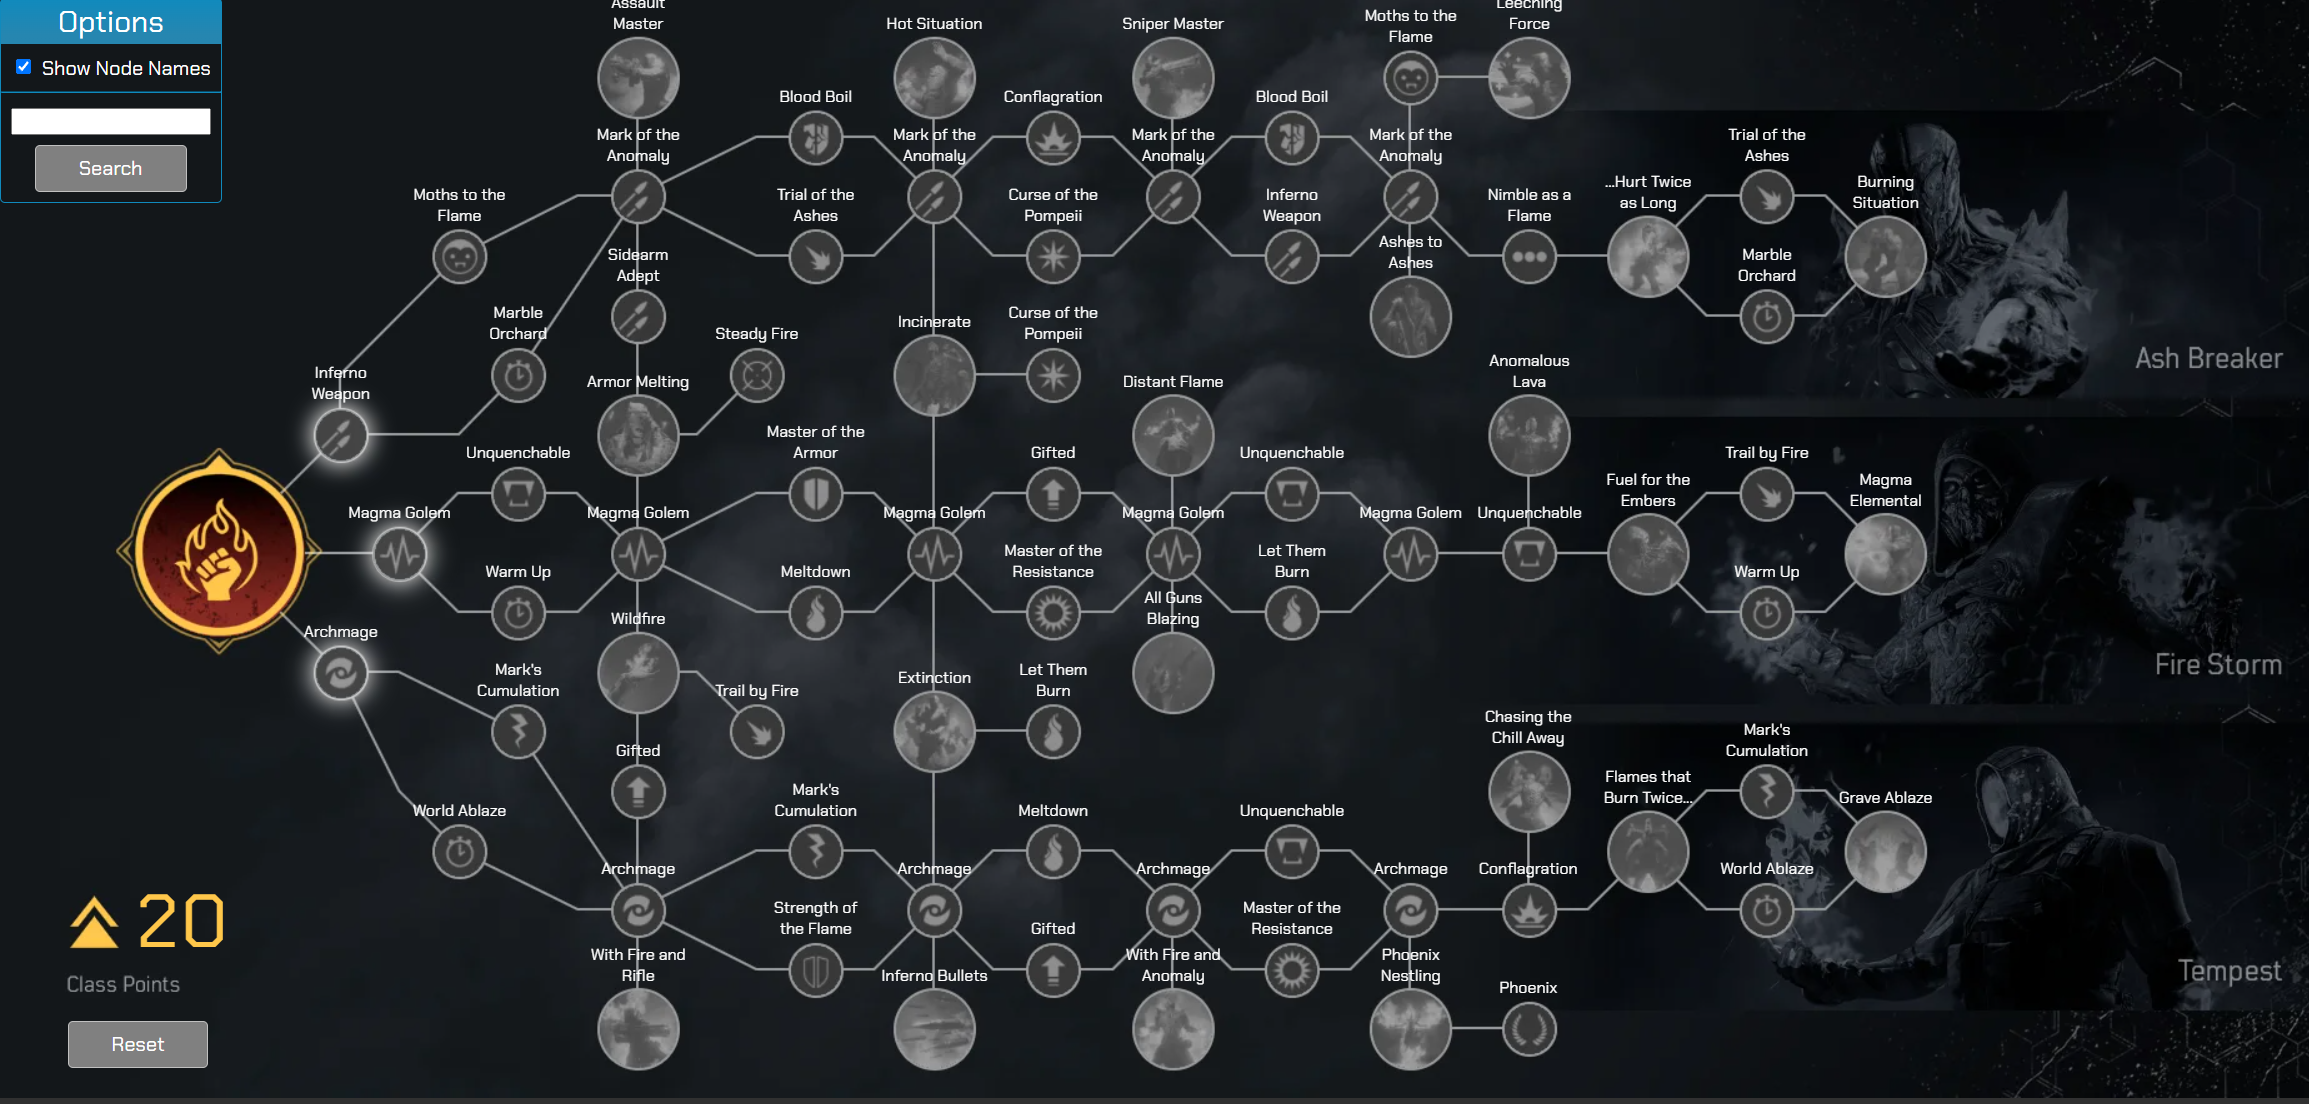 Options
Show Node Names
Search
Assault
Master
Hot Situation
Sniper Master
Moths to the
Flame
Leeching
Force
Blood Boil
Conflagration
Blood Boil
Mark of the
Anomaly
Mark of the
Anomaly
Mark of the
Anomaly
Mark of the
Anomaly
Trial of the
Ashes
Moths to the
Flame
Trial of the
Ashes
Curse of the
Pompeii
Inferno
Weapon
Nimble as a
Flame
...Hurt Twice
as Long
Burning
Situation
Sidearm
Adept
Ashes to
Ashes
Marble
Orchard
Marble
Orchard
Steady Fire
Incinerate
Curse of the
Pompeii
Ash Breaker
Inferno
Weapon
Armor Melting
Distant Flame
Anomalous
Lava
Unquenchable
Master of the
Armor
Gifted
Unquenchable
Trail by Fire
Magma Golem
Magma Golem
Magma Golem
Magma Golem
Magma Golem
Unquenchable
Fuel for the
Embers
Magma
Elemental
Warm Up
Meltdown
Master of the
Resistance
Let Them
Burn
Warm Up
Archmage
Wildfire
All Guns
Blazing
Fire Storm
Mark's
Cumulation
Trail by Fire
Extinction
Let Them
Burn
Chasing the
Chill Away
Mark's
Cumulation
Gifted
World Ablaze
Mark's
Cumulation
Meltdown
Unquenchable
Flames that
Burn Twice...
Grave Ablaze
Archmage
Archmage
Archmage
Archmage
Conflagration
World Ablaze
20
Class Points
Strength of
the Flame
Gifted
Master of the
Resistance
With Fire and
Rifle
Inferno Bullets
With Fire and
Anomaly
Phoenix
Nestling
Phoenix
Tempest
Reset